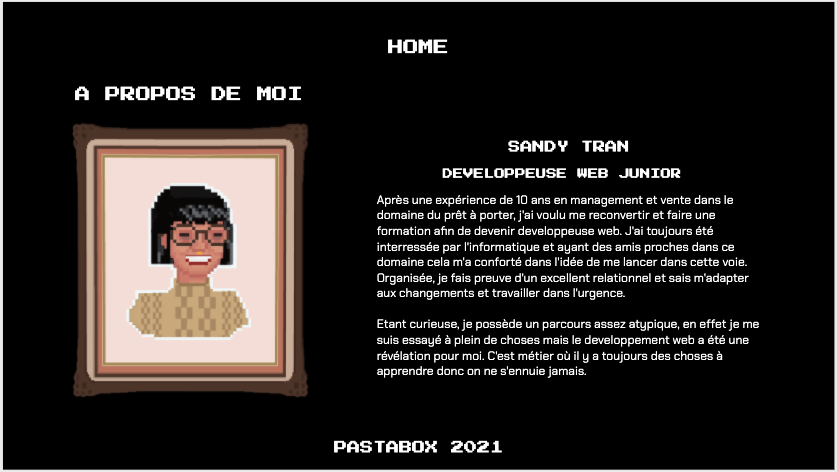 HOME
A PROPOS DE MOI
SANDY TRAN
DEVELOPPEUSE WEB JUNIOR
Après une expérience de 10 ans en management et vente dans le
domaine du prêt à porter, j'ai voulu me reconvertir et faire une
formation afin de devenir developpeuse web. J'ai toujours été
interressée par l'informatique et ayant des amis proches dans ce
domaine cela m'a conforté dans l'idée de me lancer dans cette voie.
Organisée, je fais preuve d'un excellent relationnel et sais m'adapter
aux changements et travailler dans l'urgence.
Etant curieuse, je possède un parcours assez atypique, en effet je me
suis essayé à plein de choses mais le developpement web a été une
révélation pour moi. C'est métier où il y a toujours des choses à
apprendre donc on ne s'ennuie jamais.
PASTABOX 2021